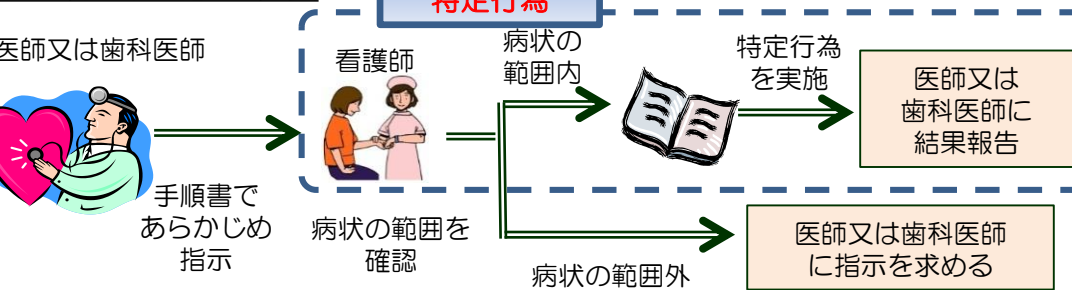 特定行為
医師又は歯科医師
手順書で
あらかじめ
指示
看護師
病状の範囲を
確認
病状の
範囲内
特定行為
を実施
医師又は
歯科医師に
結果報告
病状の範囲外
医師又は歯科医師
に指示を求める